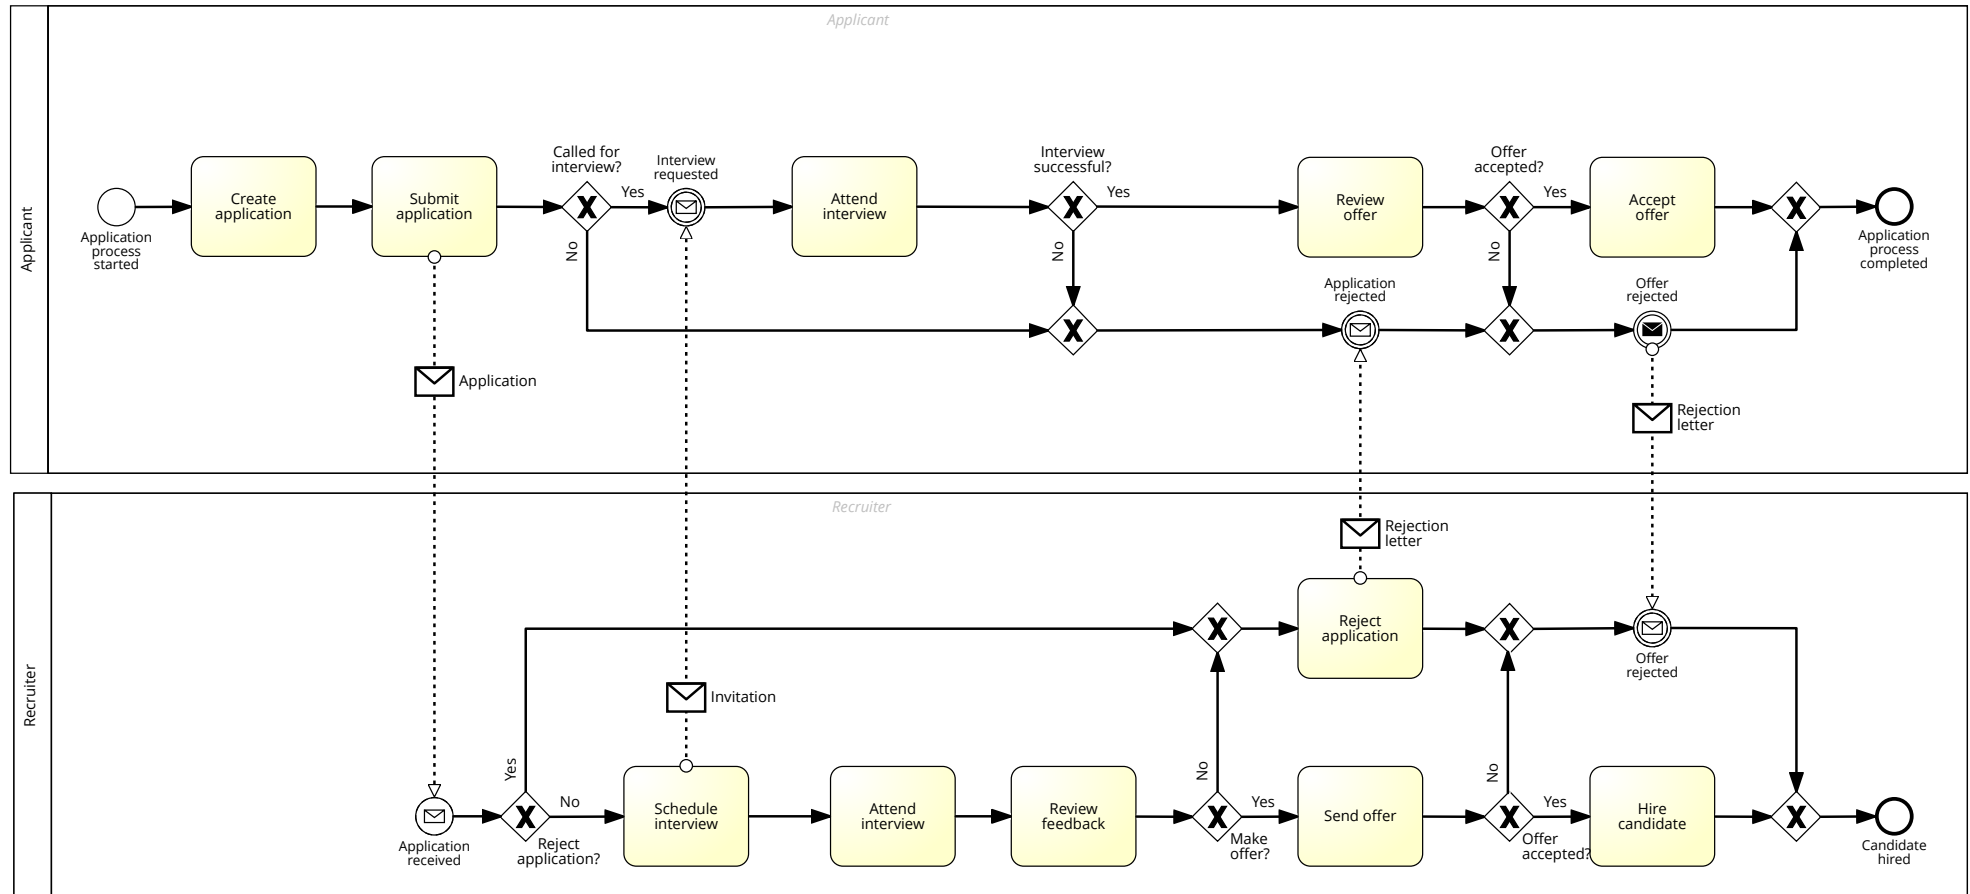 Applicant
Applicant
Called for
interview?
Interview
requested
Yes
No
Create
application
Submit
application
Application
process
started
Attend
interview
Interview
successful?
Yes
No
Review
offer
Offer
accepted?
Yes
No
Accept
offer
Application
process
completed
Application
rejected
Offer
rejected
Application
Rejection
letter
Recruiter
Recruiter
Rejection
letter
Reject
application
Offer
rejected
Invitation
Application
received
Yes
No
Reject
application?
Schedule
interview
Attend
interview
Review
feedback
No
Yes
Make
offer?
Send offer
No
Yes
Offer
accepted?
Hire
candidate
Candidate
hired